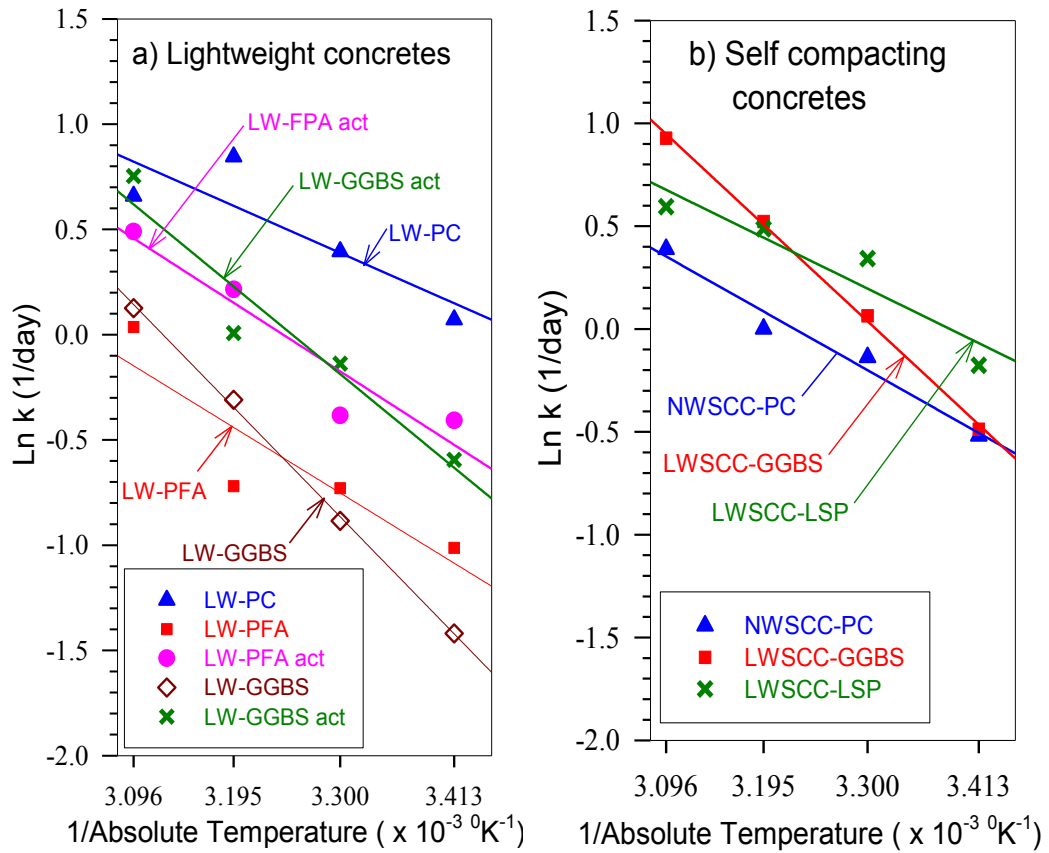 a) Lightweight concretes
1.5
1.0
0.5
0.0
-0.5
-1.0
-1.5
-2.0
Ln k (1/day)
LW-FPA act
LW-GGBS act
LW-PC
LW-PFA
LW-GGBS
LW-PC
LW-PFA
LW-PFA act
LW-GGBS
LW-GGBS act
3.096 3.195 3.300 3.413
1/Absolute Temperature ( x 10⁻³ ⁰K⁻¹)
b) Self compacting
concretes
1.5
1.0
0.5
0.0
-0.5
-1.0
-1.5
-2.0
Ln k (1/day)
NWSCC-PC
LWSCC-GGBS
LWSCC-LSP
NWSCC-PC
LWSCC-GGBS
LWSCC-LSP
3.096 3.195 3.300 3.413
1/Absolute Temperature ( x 10⁻³ ⁰K⁻¹)